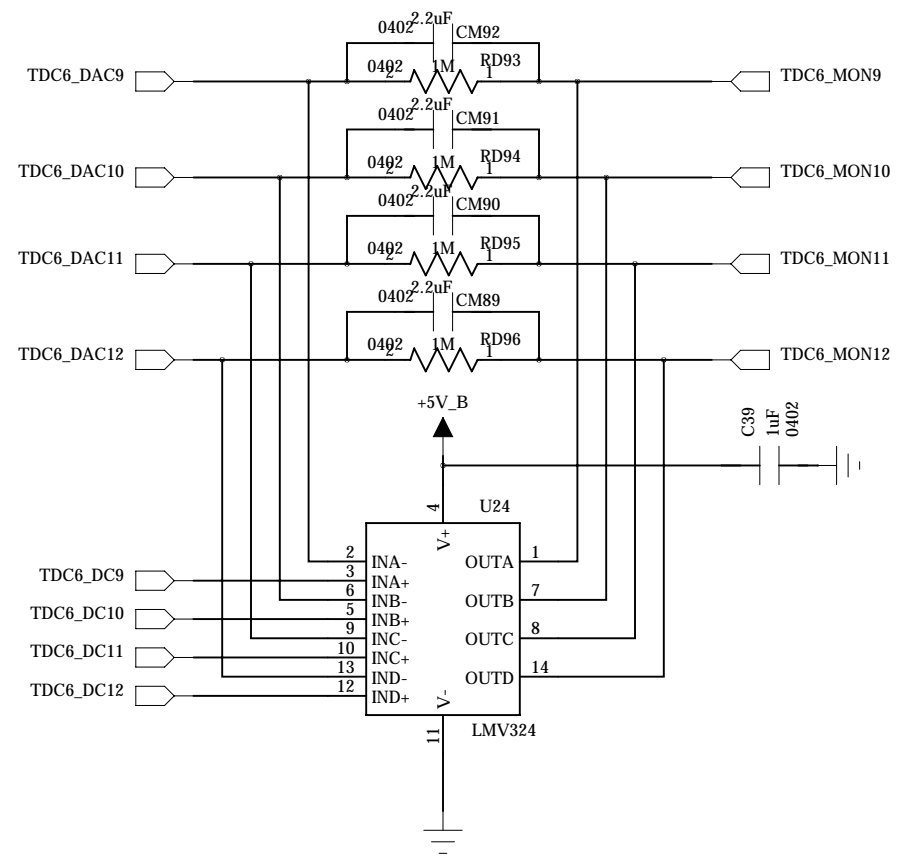 2.2uF
0402 CM92
TDC6_DAC9 0402 2 1M RD93 1 TDC6_MON9
2.2uF
0402 CM91
TDC6_DAC10 0402 2 1M RD94 1 TDC6_MON10
2.2uF
0402 CM90
TDC6_DAC11 0402 2 1M RD95 1 TDC6_MON11
2.2uF
0402 CM89
TDC6_DAC12 0402 2 1M RD96 1 TDC6_MON12
+5V_B
C39
1uF
0402
4 U24
V+
2 INA- OUTA 1
TDC6_DC9 3 INA+
6 INB- OUTB 7
TDC6_DC10 5 INB+
9 INC- OUTC 8
TDC6_DC11 10 INC+
13 IND- OUTD 14
TDC6_DC12 12 IND+
V-
11 LMV324